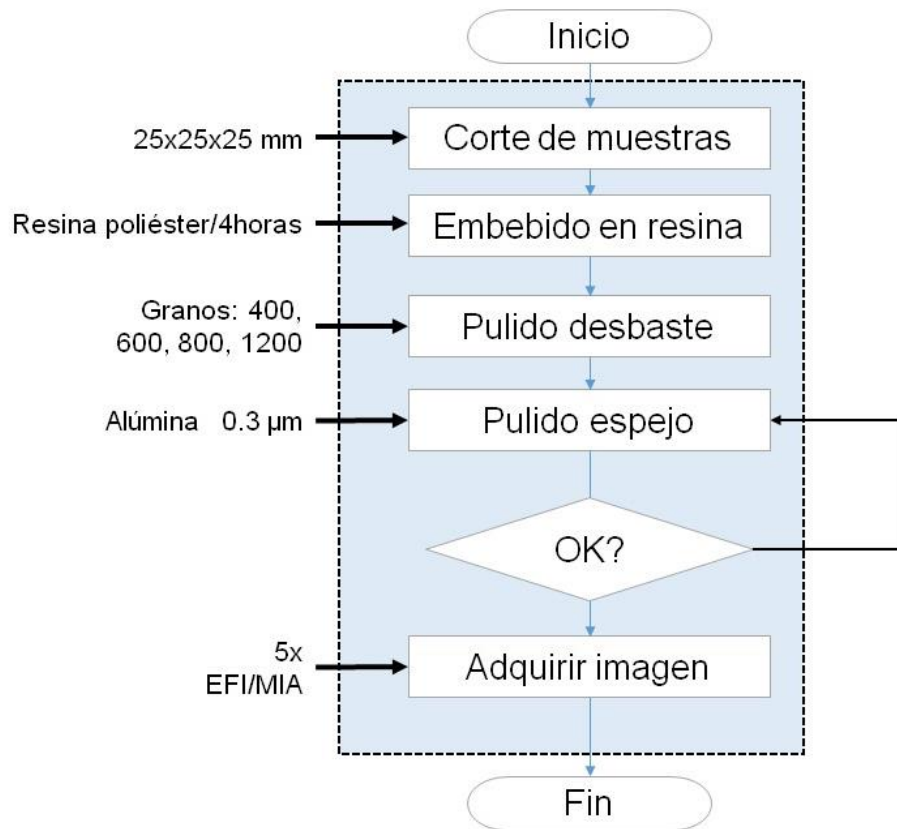 Inicio
25x25x25 mm
Corte de muestras
Resina poliéster/4horas
Embebido en resina
Granos: 400,
600, 800, 1200
Pulido desbaste
Alúmina 0.3 µm
Pulido espejo
OK?
5x
EFI/MIA
Adquirir imagen
Fin